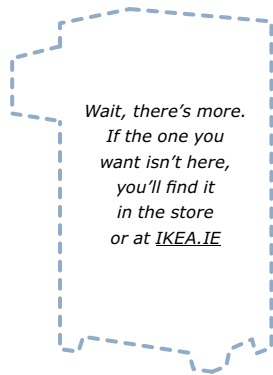 Wait, there’s more.
If the one you
want isn’t here,
you’ll find it
in the store
or at IKEA.IE